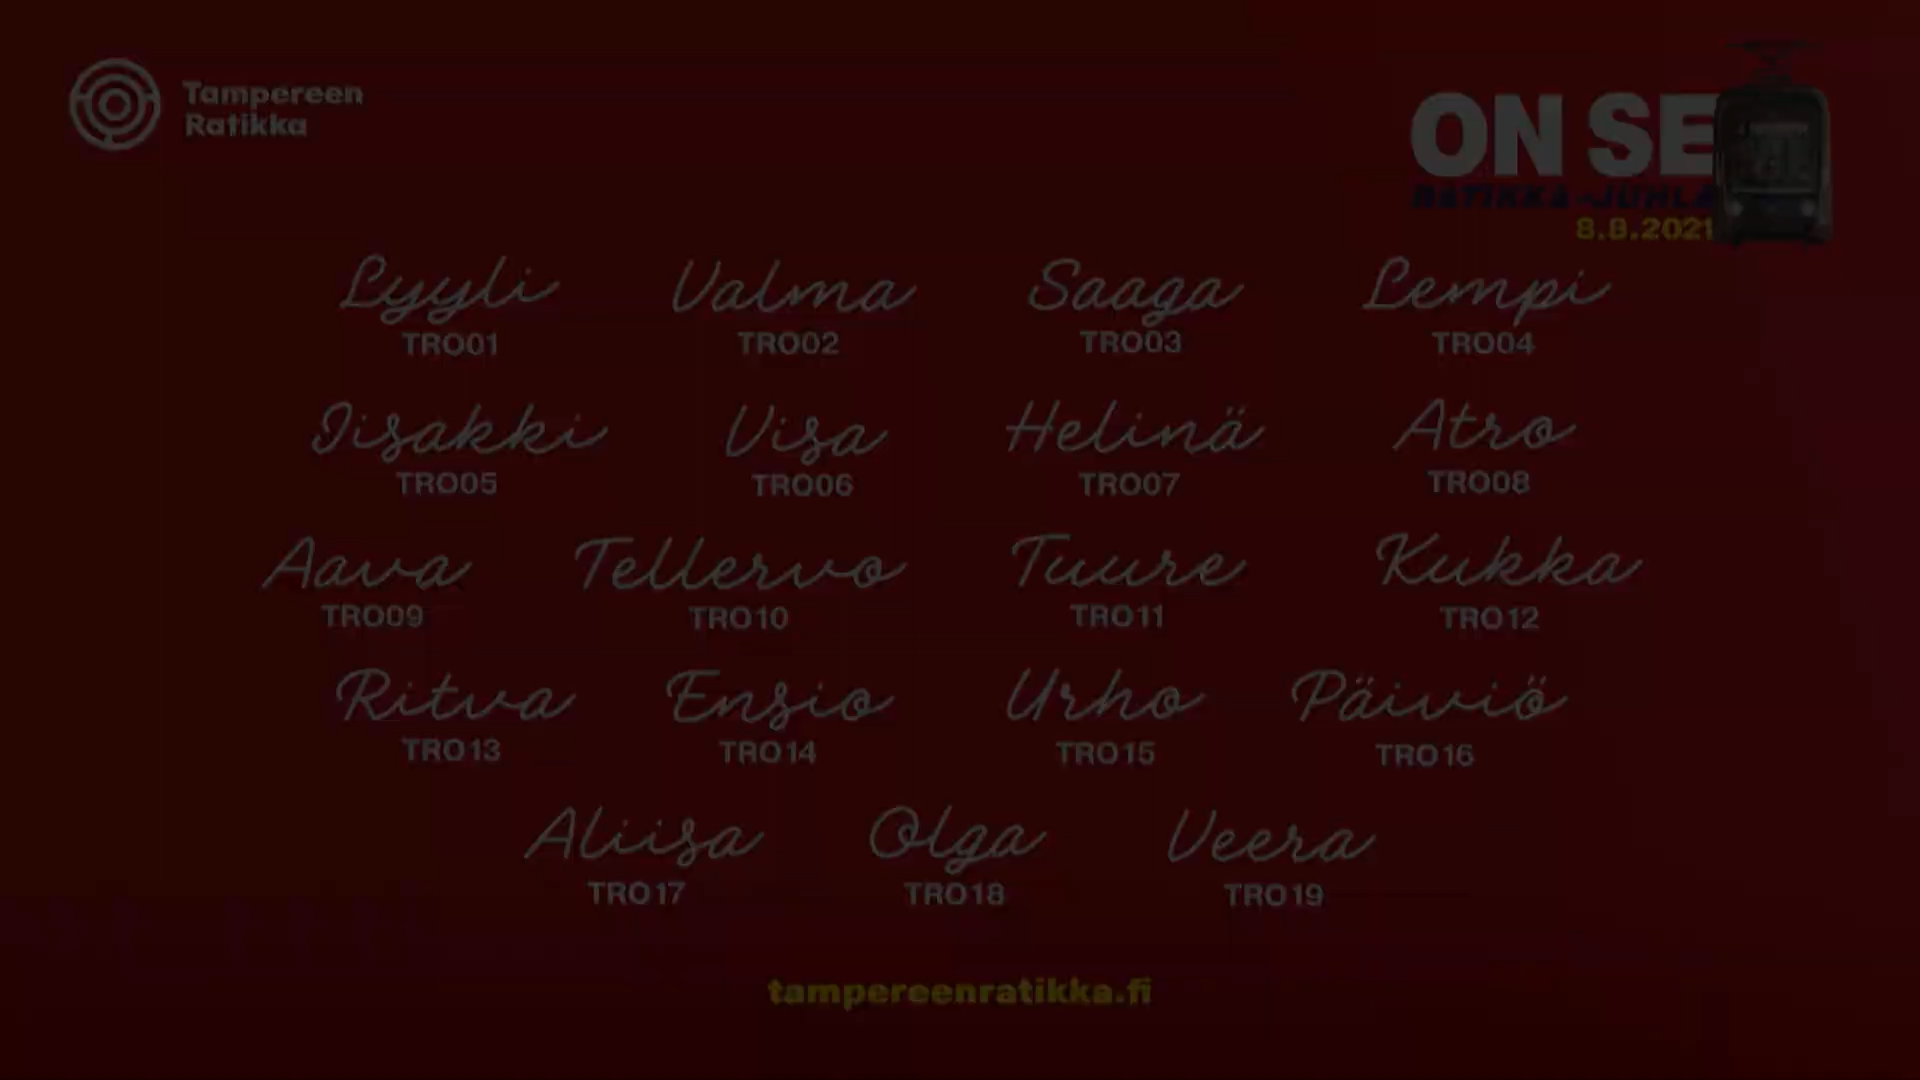 Tampereen
Ratikka
ON SE
RATIKKA-JUHLA
8.8.2021
Lyyli Valma Saaga Lempi
TRO01 TRO02 TRO03 TRO04
Iisakki Visa Helinä Atro
TRO05 TRO06 TRO07 TRO08
Aava Tellervo Tuure Kukka
TRO09 TRO10 TRO11 TRO12
Ritva Ensio Urho Päiviö
TRO13 TRO14 TRO15 TRO16
Aliisa Olga Veera
TRO17 TRO18 TRO19
tampereenratikka.fi